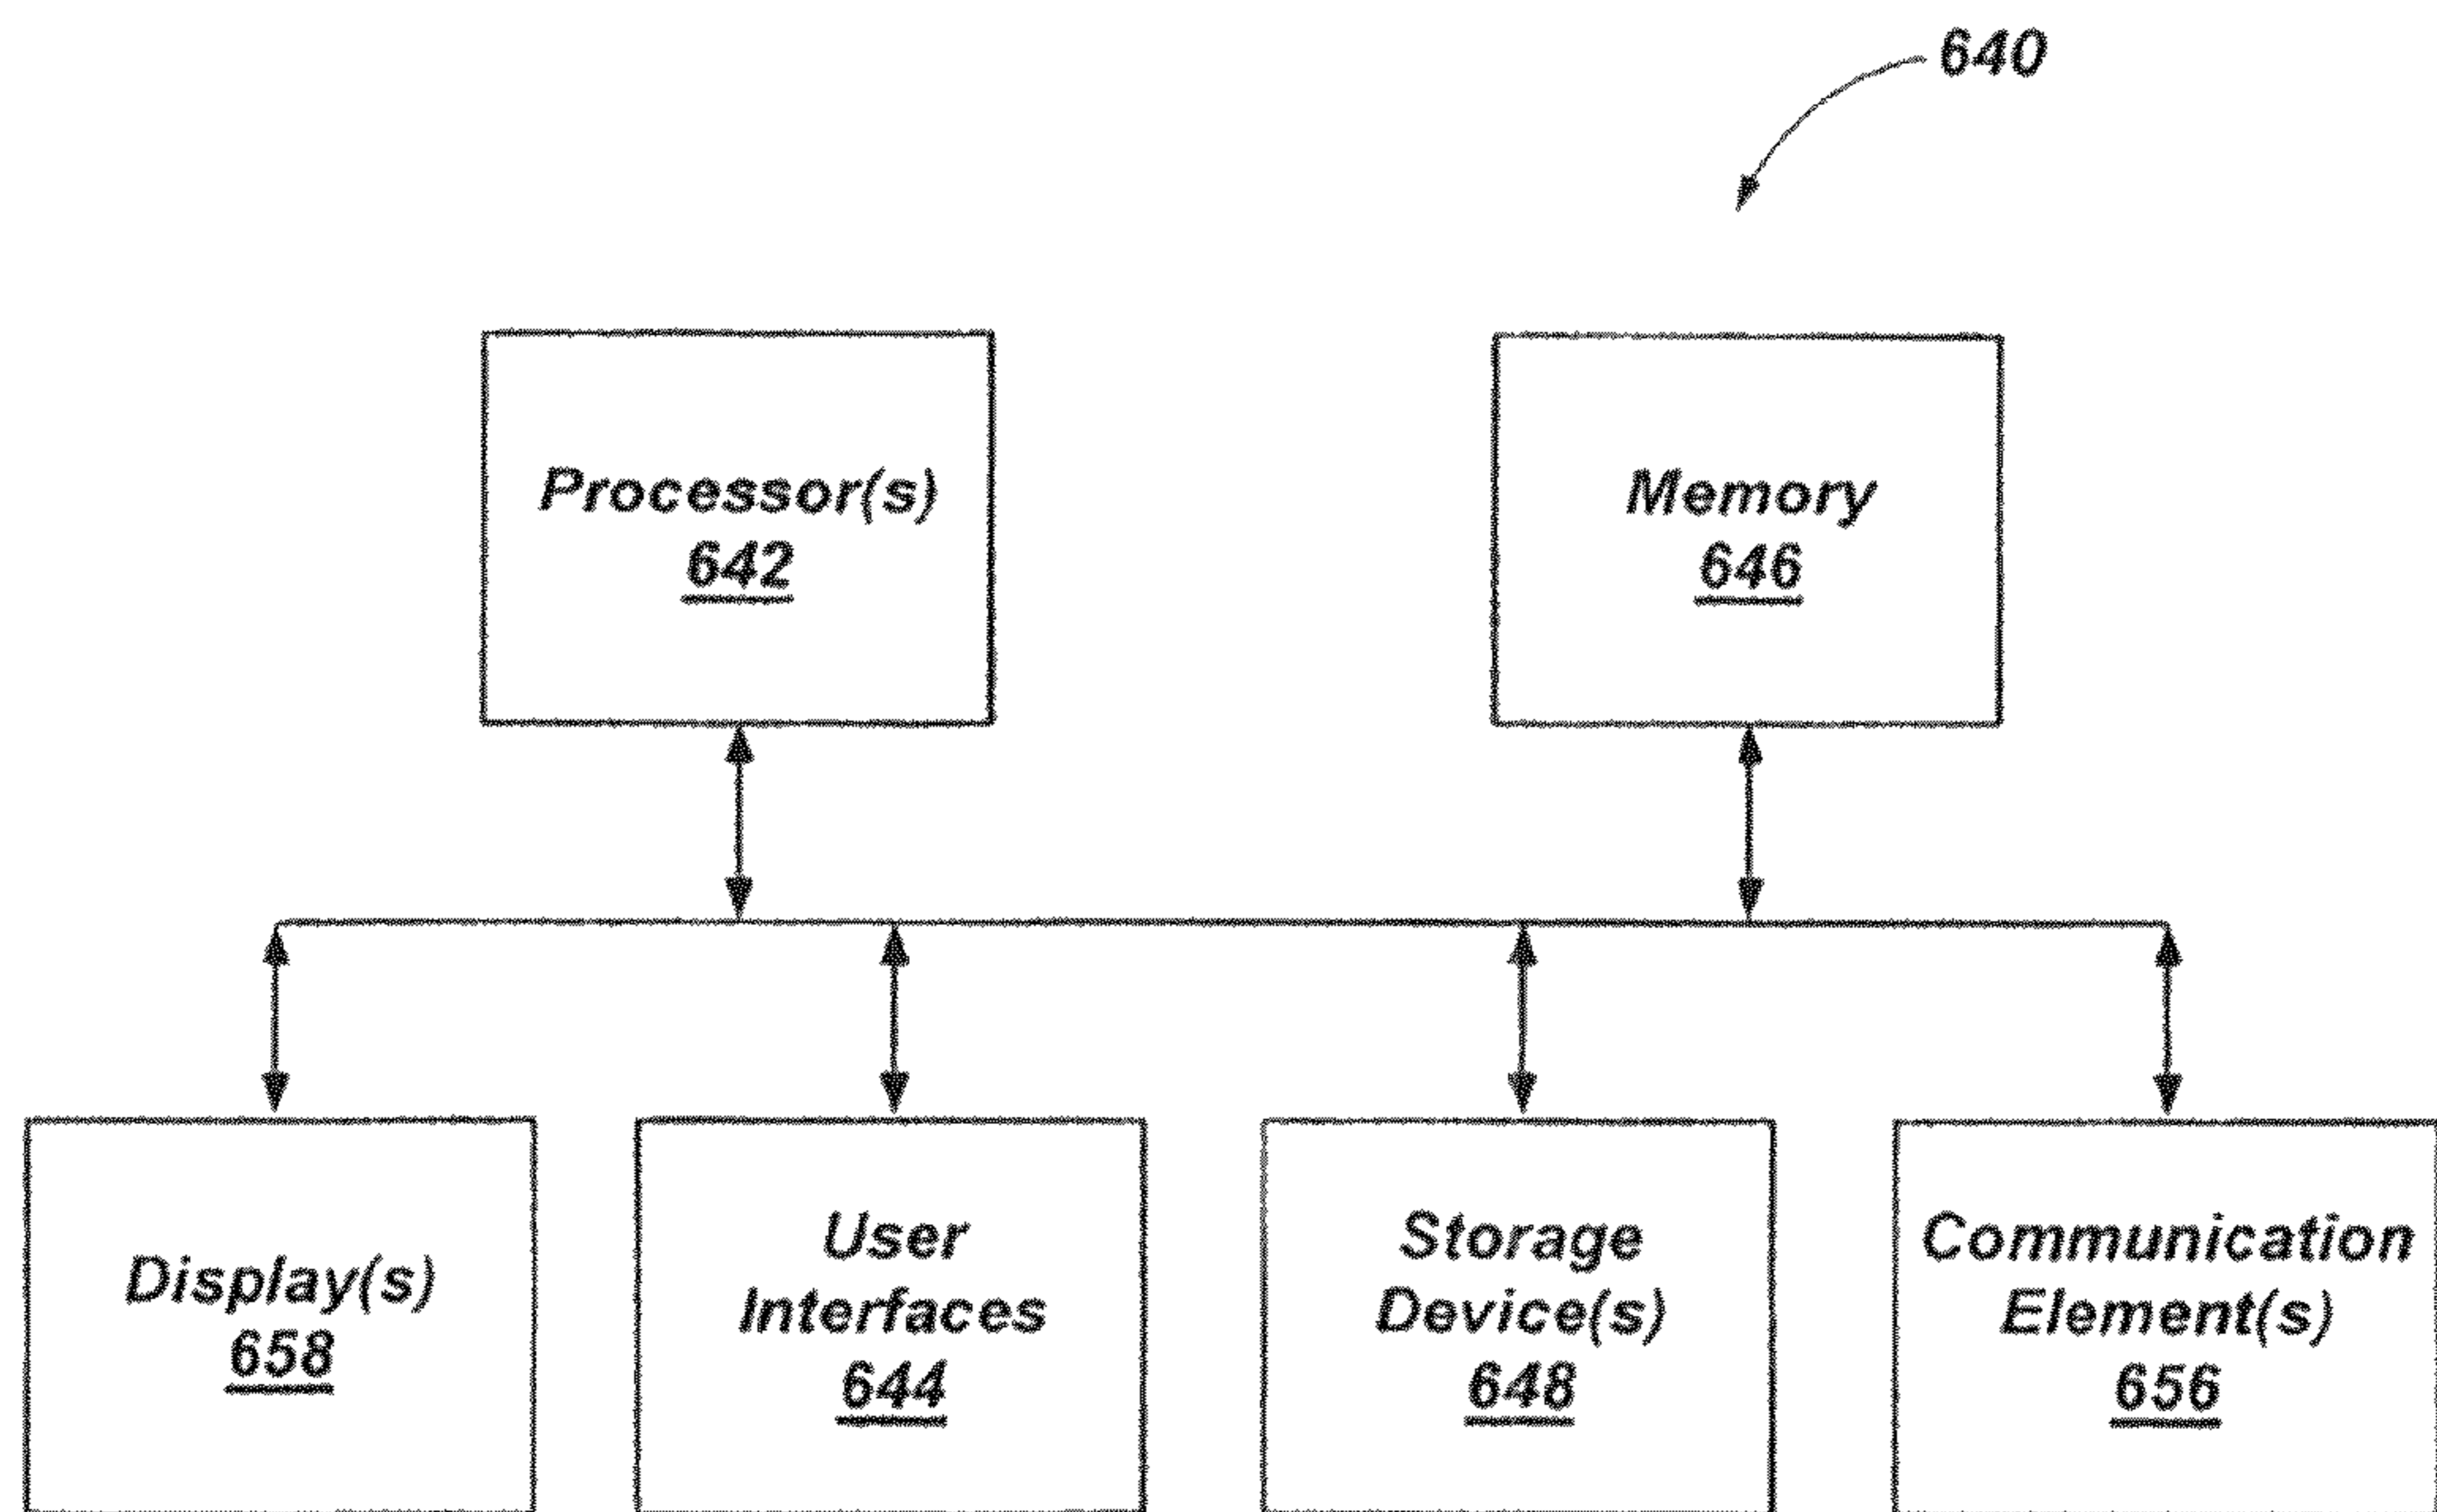 640
Processor(s)
642
Memory
646
Display(s)
658
User
Interfaces
644
Storage
Device(s)
648
Communication
Element(s)
656